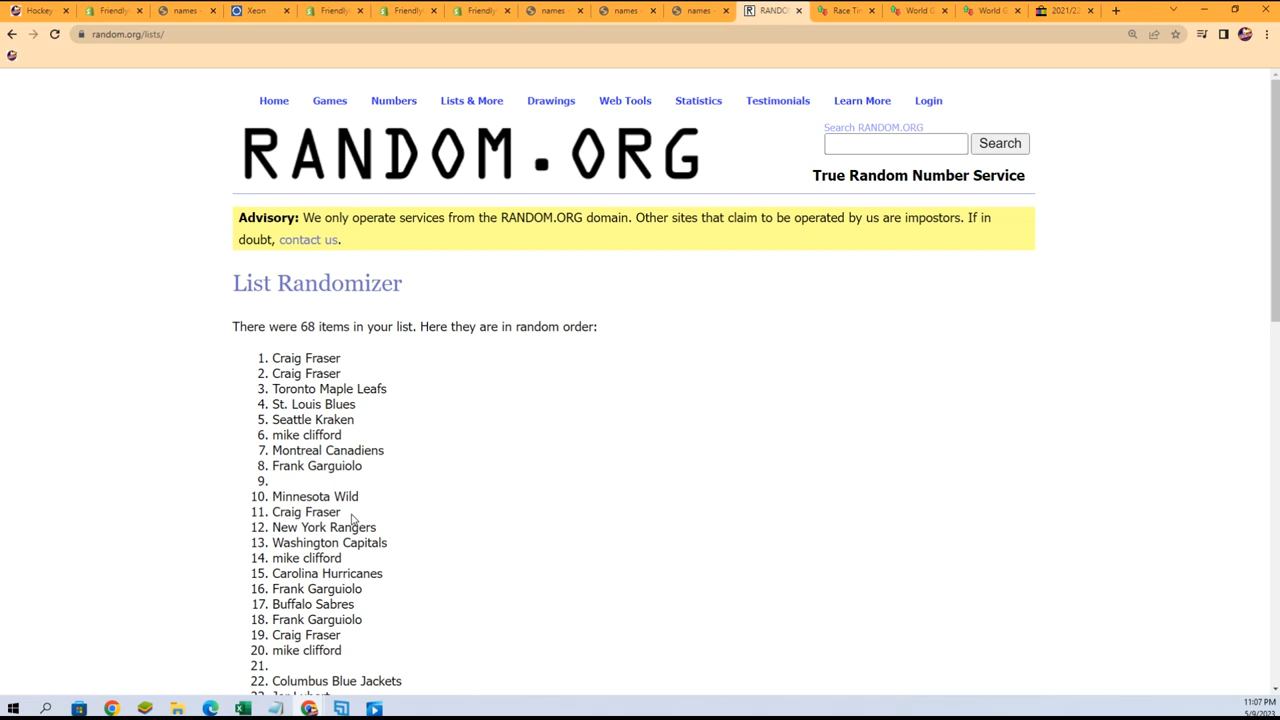 Hockey
Friendly
names
Xeon
Friendly
Friendly
Friendly
names
names
names
RANDO
Race Tin
World G
World G
2021/2
random.org/lists/
Home Games Numbers Lists & More Drawings Web Tools Statistics Testimonials Learn More Login
RANDOM.ORG
Search RANDOM.ORG
Search
True Random Number Service
Advisory: We only operate services from the RANDOM.ORG domain. Other sites that claim to be operated by us are impostors. If in
doubt, contact us.
List Randomizer
There were 68 items in your list. Here they are in random order:
1. Craig Fraser
2. Craig Fraser
3. Toronto Maple Leafs
4. St. Louis Blues
5. Seattle Kraken
6. mike clifford
7. Montreal Canadiens
8. Frank Garguiolo
9.
10. Minnesota Wild
11. Craig Fraser
12. New York Rangers
13. Washington Capitals
14. mike clifford
15. Carolina Hurricanes
16. Frank Garguiolo
17. Buffalo Sabres
18. Frank Garguiolo
19. Craig Fraser
20. mike clifford
21.
22. Columbus Blue Jackets
11:07 PM
5/9/2023